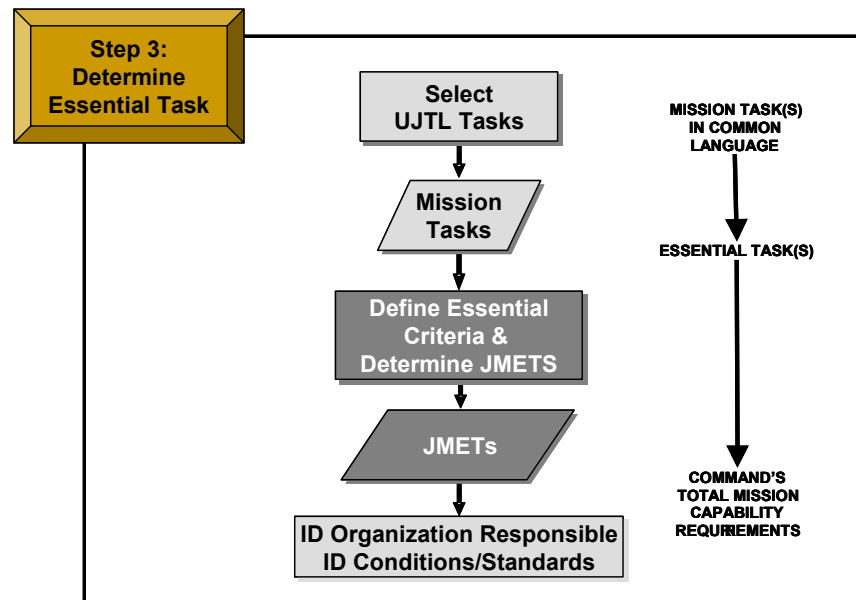 Step 3:
Determine
Essential Task
Select
UJTL Tasks
Mission
Tasks
Define Essential
Criteria &
Determine JMETS
JMETs
ID Organization Responsible
ID Conditions/Standards
MISSION TASK(S)
IN COMMON
LANGUAGE
ESSENTIAL TASK(S)
COMMAND'S
TOTAL MISSION
CAPABILITY
REQUIREMENTS